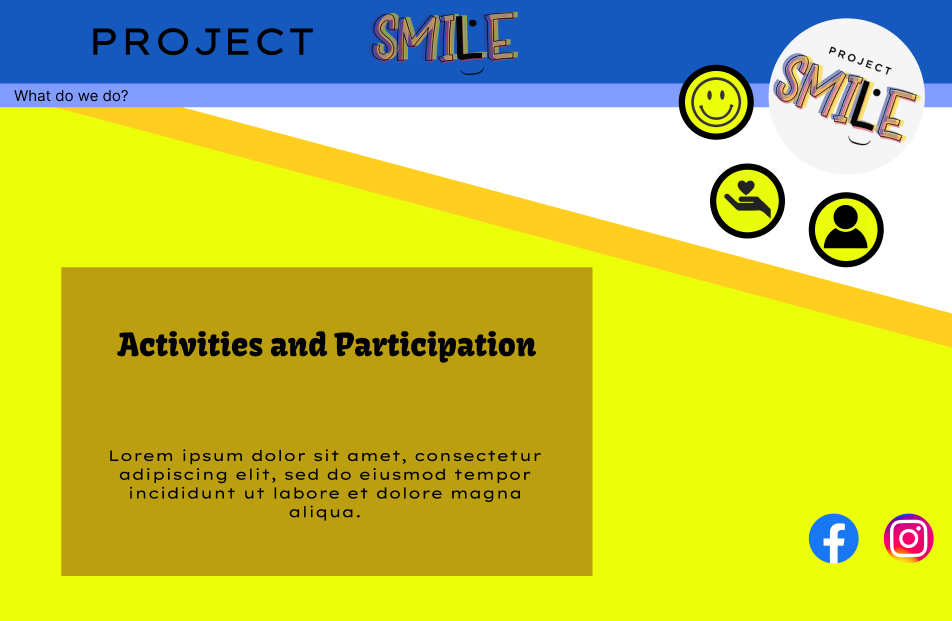 PROJECT SMILE
What do we do?
PROJECT
SMILE
Activities and Participation
Lorem ipsum dolor sit amet, consectetur
adipiscing elit, sed do eiusmod tempor
incididunt ut labore et dolore magna
aliqua.